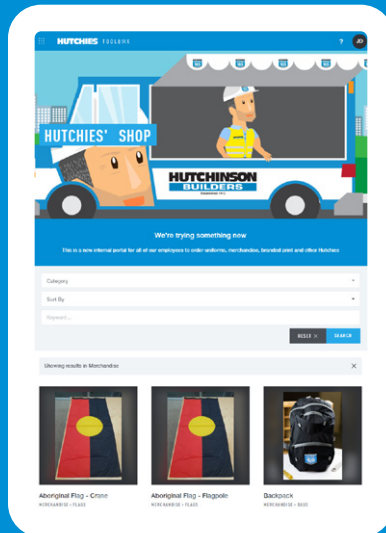 HUTCHIES TOOLBOX
? JD
HUTCHIES' SHOP
HUTCHINSON
BUILDERS
We're trying something new
This is a new internal portal for all of our employees to order uniforms, merchandise, branded print and other Hutchies
Category
Sort By
Keyword...
RESET ×
SEARCH
Showing results in Merchandise
×
Aboriginal Flag - Crane
MERCHANDISE > FLAGS
Aboriginal Flag - Flagpole
MERCHANDISE > FLAGS
Backpack
MERCHANDISE > BAGS